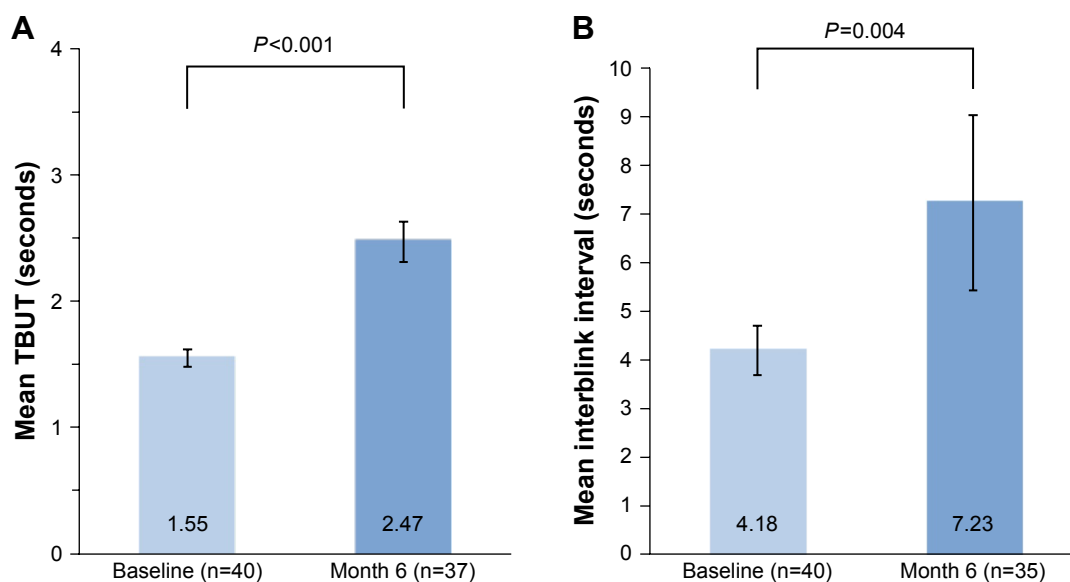 A
P<0.001
Mean TBUT (seconds)
4
3
2
1
0
1.55
2.47
Baseline (n=40)
Month 6 (n=37)
B
P=0.004
Mean interblink interval (seconds)
10
9
8
7
6
5
4
3
2
1
0
4.18
7.23
Baseline (n=40)
Month 6 (n=35)